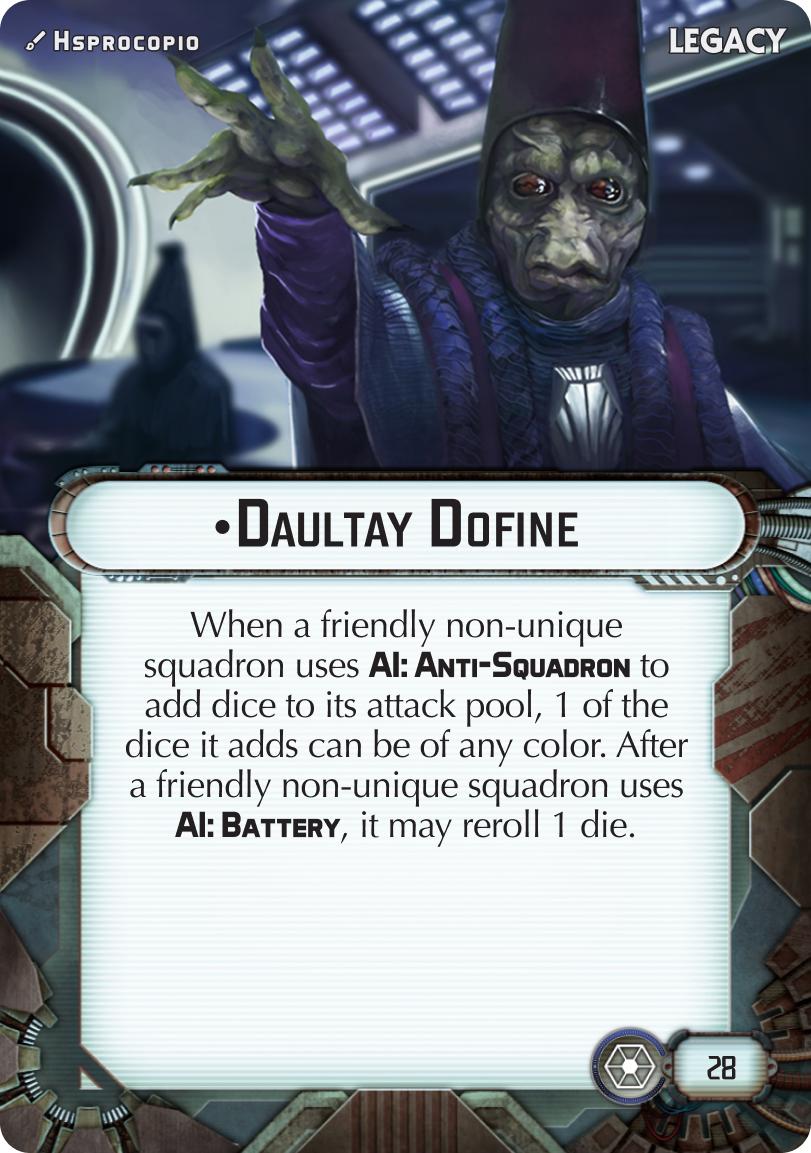 Hsprocopio
LEGACY
•Daultay Dofine
When a friendly non-unique
squadron uses AI: Anti-Squadron to
add dice to its attack pool, 1 of the
dice it adds can be of any color. After
a friendly non-unique squadron uses
AI: Battery, it may reroll 1 die.
28